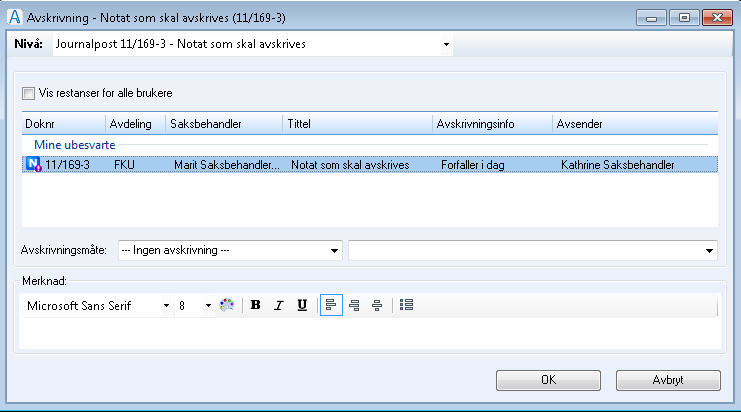 Avskrivning - Notat som skal avskrives (11/169-3)
Nivå: Journalpost 11/169-3 - Notat som skal avskrives
Vis restanser for alle brukere
Doknr Avdeling Saksbehandler Tittel Avskrivningsinfo Avsender
Mine ubesvarte
N 11/169-3 FKU Marit Saksbehandler... Notat som skal avskrives Forfaller i dag Kathrine Saksbehandler
Avskrivningsmåte: --- Ingen avskrivning ---
Merknad:
Microsoft Sans Serif 8 B I U
OK Avbryt